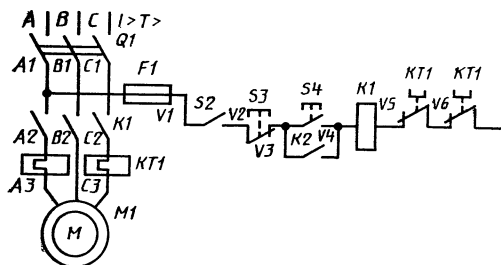 A B C I> T>
Q1
A1 B1 C1 F1
V1 S2 V2 S3 S4 K1 V5 KT1 V6 KT1
A2 B2 C2 K1 V3 K2 V4
KT1
A3 C3
M M1